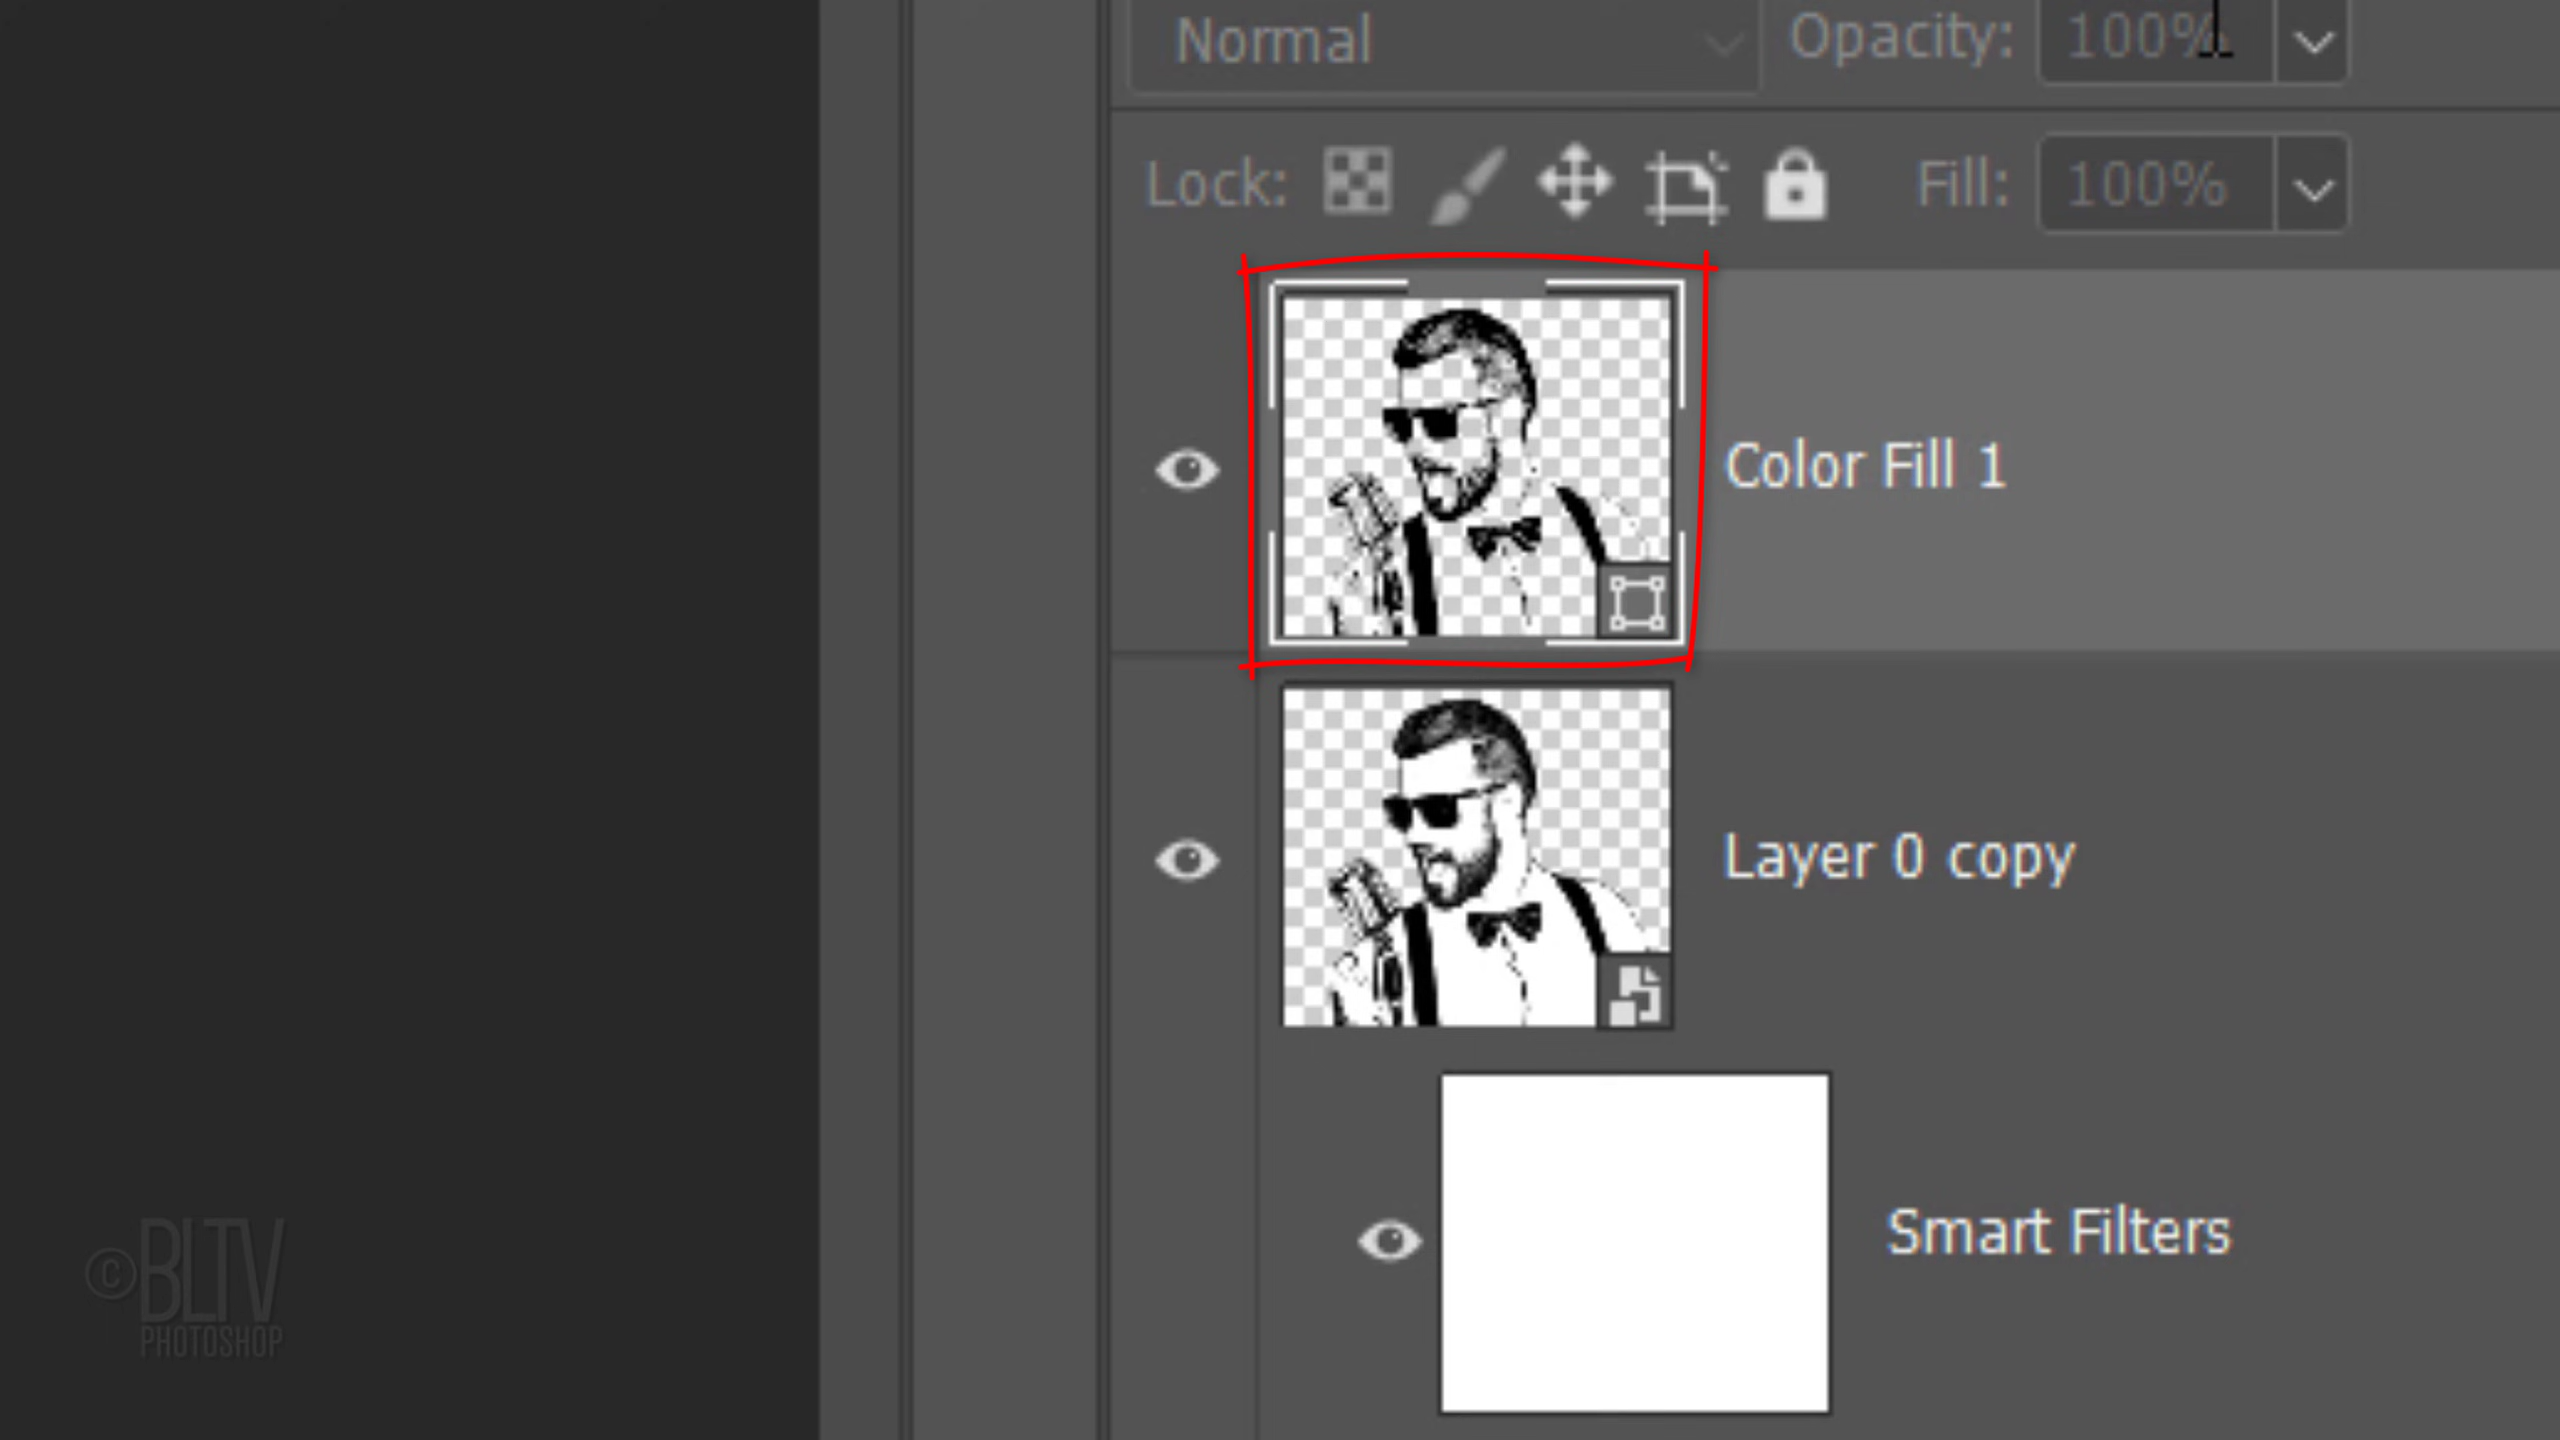 Normal Opacity: 100%
Lock: Fill: 100%
Color Fill 1
Layer 0 copy
Smart Filters
©BLTV
PHOTOSHOP